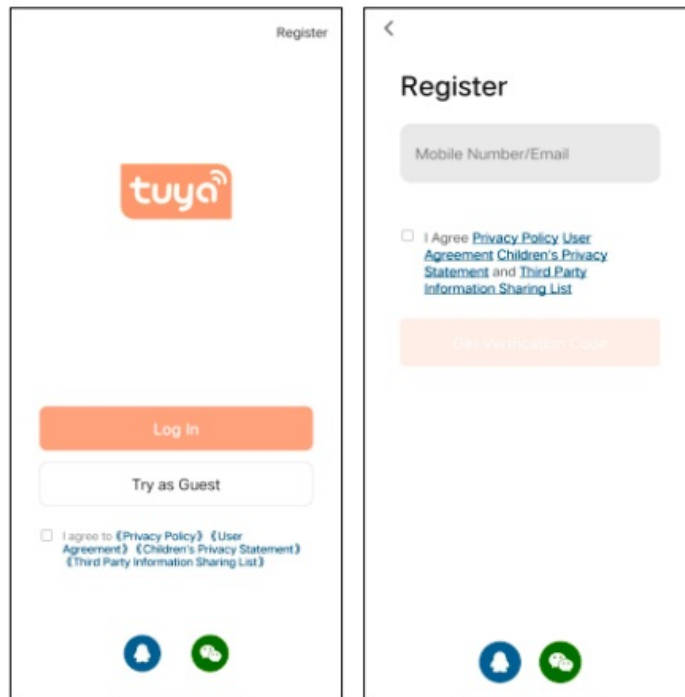 Register
tuya
Log In
Try as Guest
I agree to 《Privacy Policy》 《User
Agreement》 《Children's Privacy Statement》
《Third Party Information Sharing List》
Register
Mobile Number/Email
I Agree Privacy Policy User
Agreement Children's Privacy
Statement and Third Party
Information Sharing List
Get Verification Code